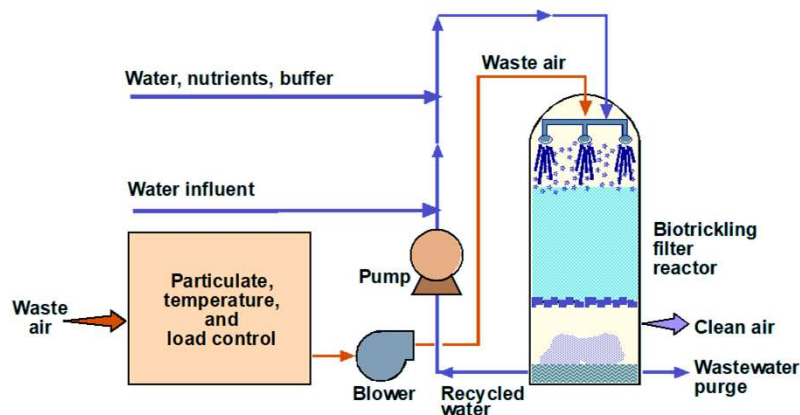 Waste air
Water, nutrients, buffer
Water influent
Biotrickling
filter
reactor
Particulate,
temperature,
and
load control
Pump
Waste
air
Clean air
Blower
Recycled
water
Wastewater
purge